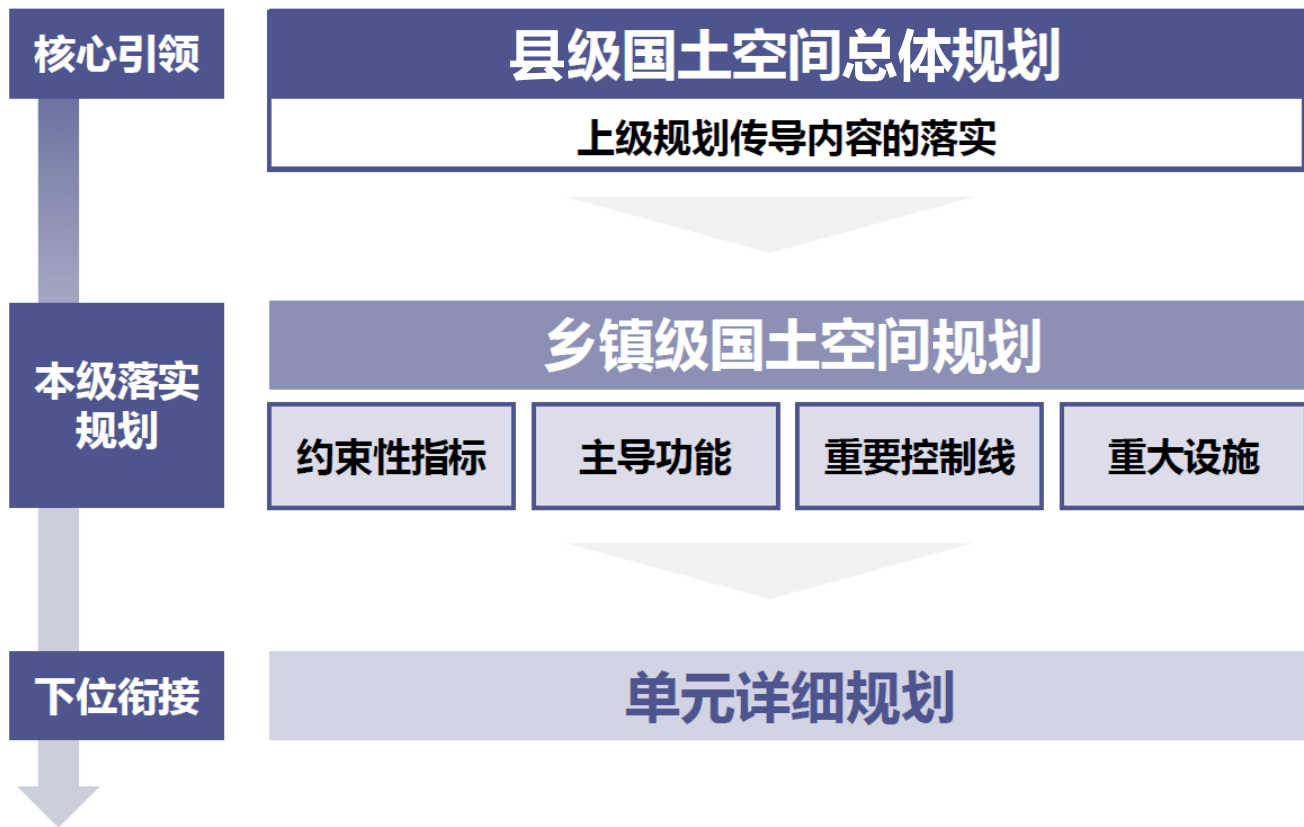 核心引领
县级国土空间总体规划
上级规划传导内容的落实
本级落实
规划
乡镇级国土空间规划
约束性指标
主导功能
重要控制线
重大设施
下位衔接
单元详细规划